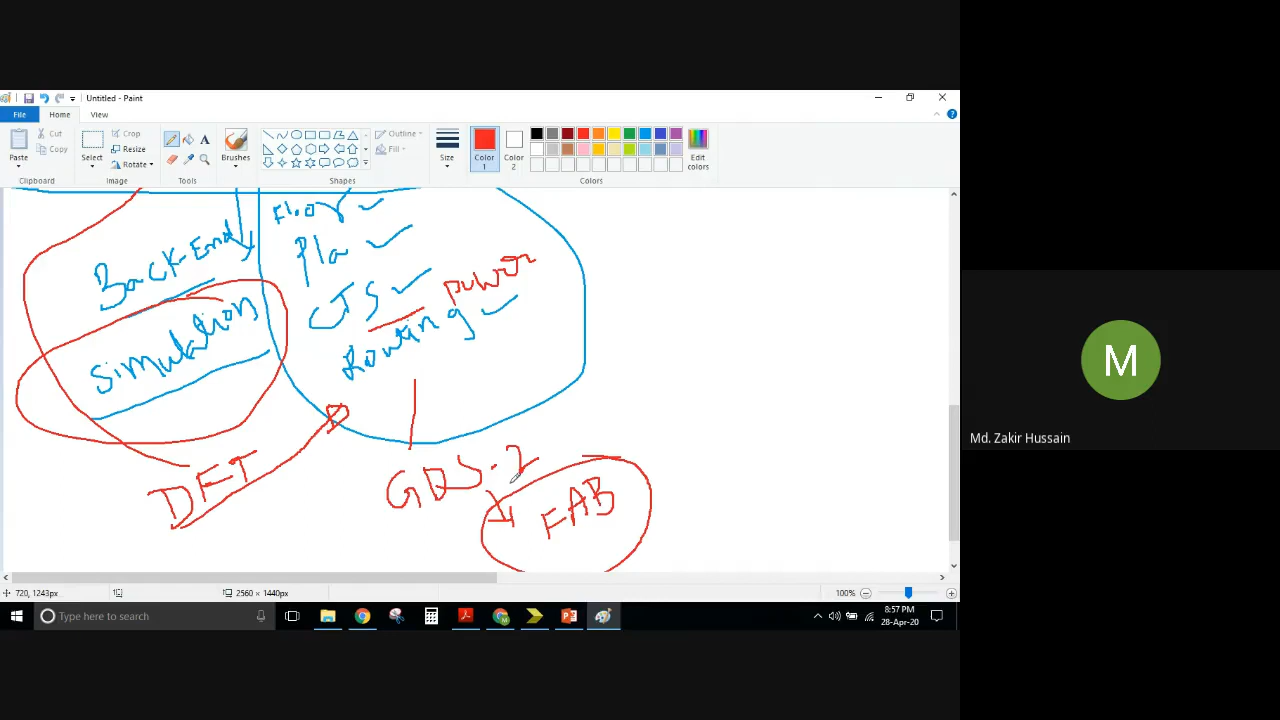 Untitled - Paint
File Home View
Cut
Copy
Paste
Clipboard
Crop
Resize
Rotate
Select
Image
Tools
Brushes
Outline
Fill
Shapes
Size
Color 1
Color 2
Edit colors
Colors
Floor
Pla
CTS
power
Routing
Back-End
Simulation
DFT
GDS-2
FAB
720, 1243px
2560 × 1440px
100%
Type here to search
8:57 PM
28-Apr-20
M
Md. Zakir Hussain